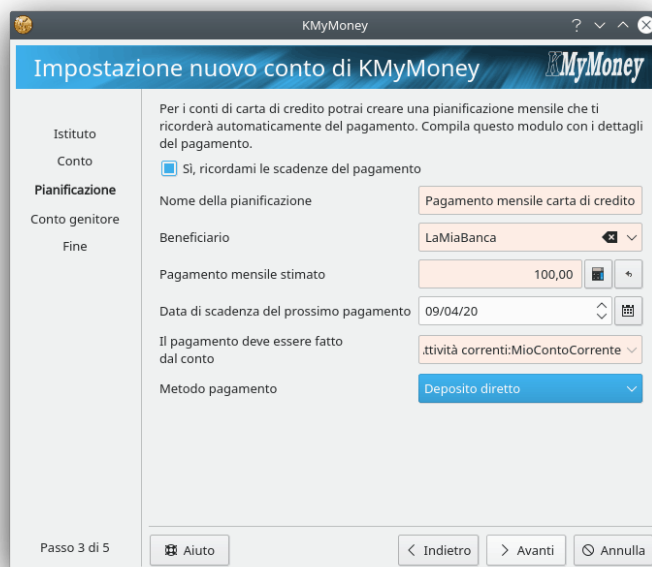 KMyMoney
Impostazione nuovo conto di KMyMoney
KMyMoney
Istituto
Conto
Pianificazione
Conto genitore
Fine
Passo 3 di 5
Per i conti di carta di credito potrai creare una pianificazione mensile che ti
ricorderà automaticamente del pagamento. Compila questo modulo con i dettagli
del pagamento.
Sì, ricordami le scadenze del pagamento
Nome della pianificazione Pagamento mensile carta di credito
Beneficiario LaMiaBanca
Pagamento mensile stimato 100,00
Data di scadenza del prossimo pagamento 09/04/20
Il pagamento deve essere fatto
dal conto .ttività correnti:MioContoCorrente
Metodo pagamento Deposito diretto
Aiuto Indietro Avanti Annulla